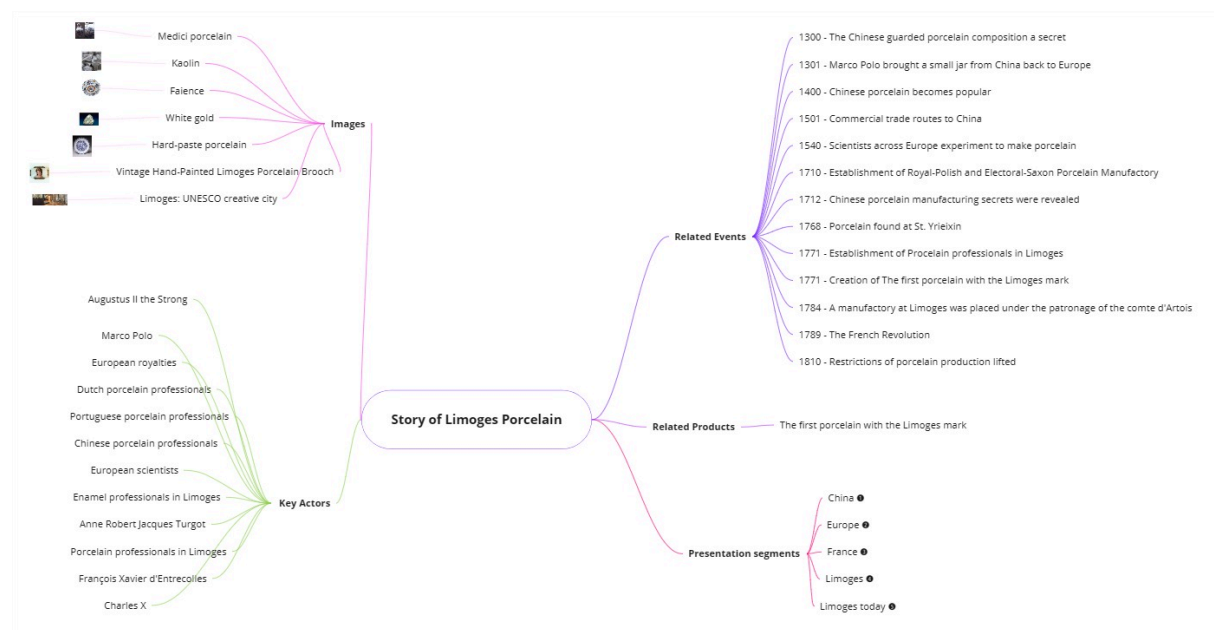 Story of Limoges Porcelain
Images
Medici porcelain
Kaolin
Faience
White gold
Hard-paste porcelain
Vintage Hand-Painted Limoges Porcelain Brooch
Limoges: UNESCO creative city
Key Actors
Augustus II the Strong
Marco Polo
European royalties
Dutch porcelain professionals
Portuguese porcelain professionals
Chinese porcelain professionals
European scientists
Enamel professionals in Limoges
Anne Robert Jacques Turgot
Porcelain professionals in Limoges
François Xavier d'Entrecolles
Charles X
Related Events
1300 - The Chinese guarded porcelain composition a secret
1301 - Marco Polo brought a small jar from China back to Europe
1400 - Chinese porcelain becomes popular
1501 - Commercial trade routes to China
1540 - Scientists across Europe experiment to make porcelain
1710 - Establishment of Royal-Polish and Electoral-Saxon Porcelain Manufactory
1712 - Chinese porcelain manufacturing secrets were revealed
1768 - Porcelain found at St. Yrieixin
1771 - Establishment of Procelain professionals in Limoges
1771 - Creation of The first porcelain with the Limoges mark
1784 - A manufactory at Limoges was placed under the patronage of the comte d'Artois
1789 - The French Revolution
1810 - Restrictions of porcelain production lifted
Related Products
The first porcelain with the Limoges mark
Presentation segments
China ❶
Europe ❷
France ❸
Limoges ❹
Limoges today ❺